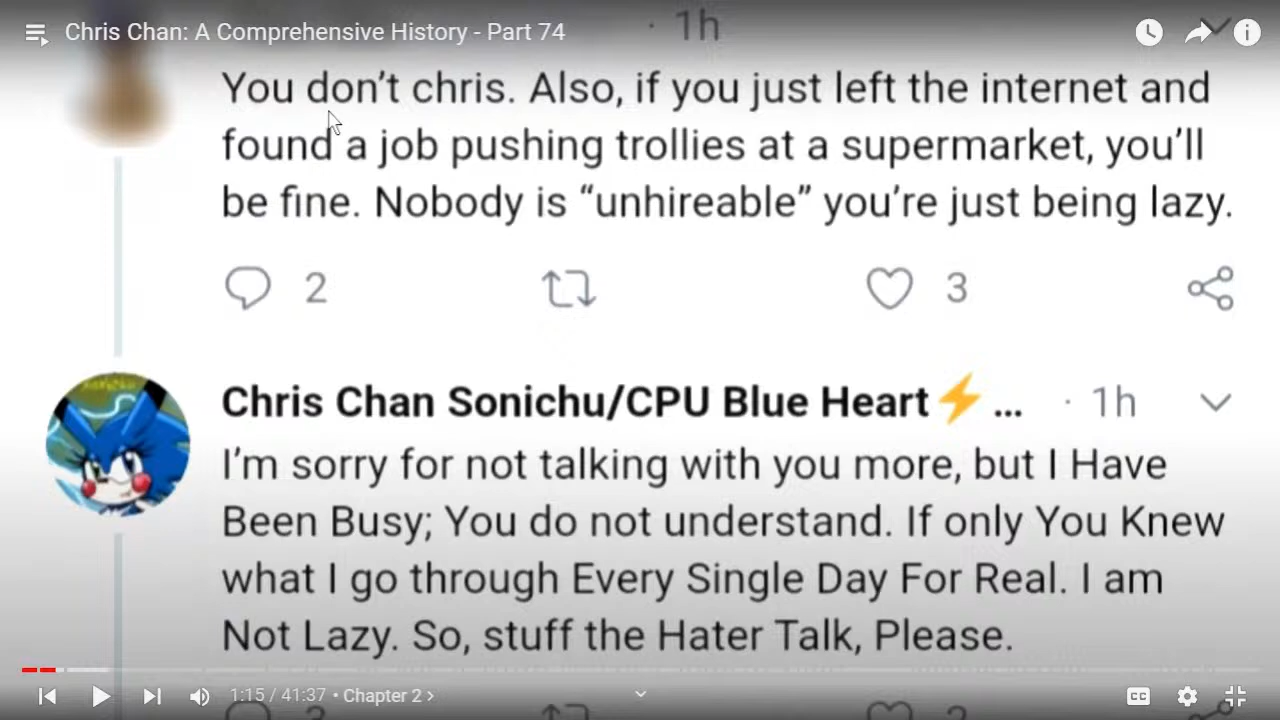 Chris Chan: A Comprehensive History - Part 74
· 1h
You don’t chris. Also, if you just left the internet and
found a job pushing trollies at a supermarket, you’ll
be fine. Nobody is “unhireable” you’re just being lazy.
2 3
Chris Chan Sonichu/CPU Blue Heart⚡... · 1h
I’m sorry for not talking with you more, but I Have
Been Busy; You do not understand. If only You Knew
what I go through Every Single Day For Real. I am
Not Lazy. So, stuff the Hater Talk, Please.
1:15 / 41:37 • Chapter 2 ›
CC